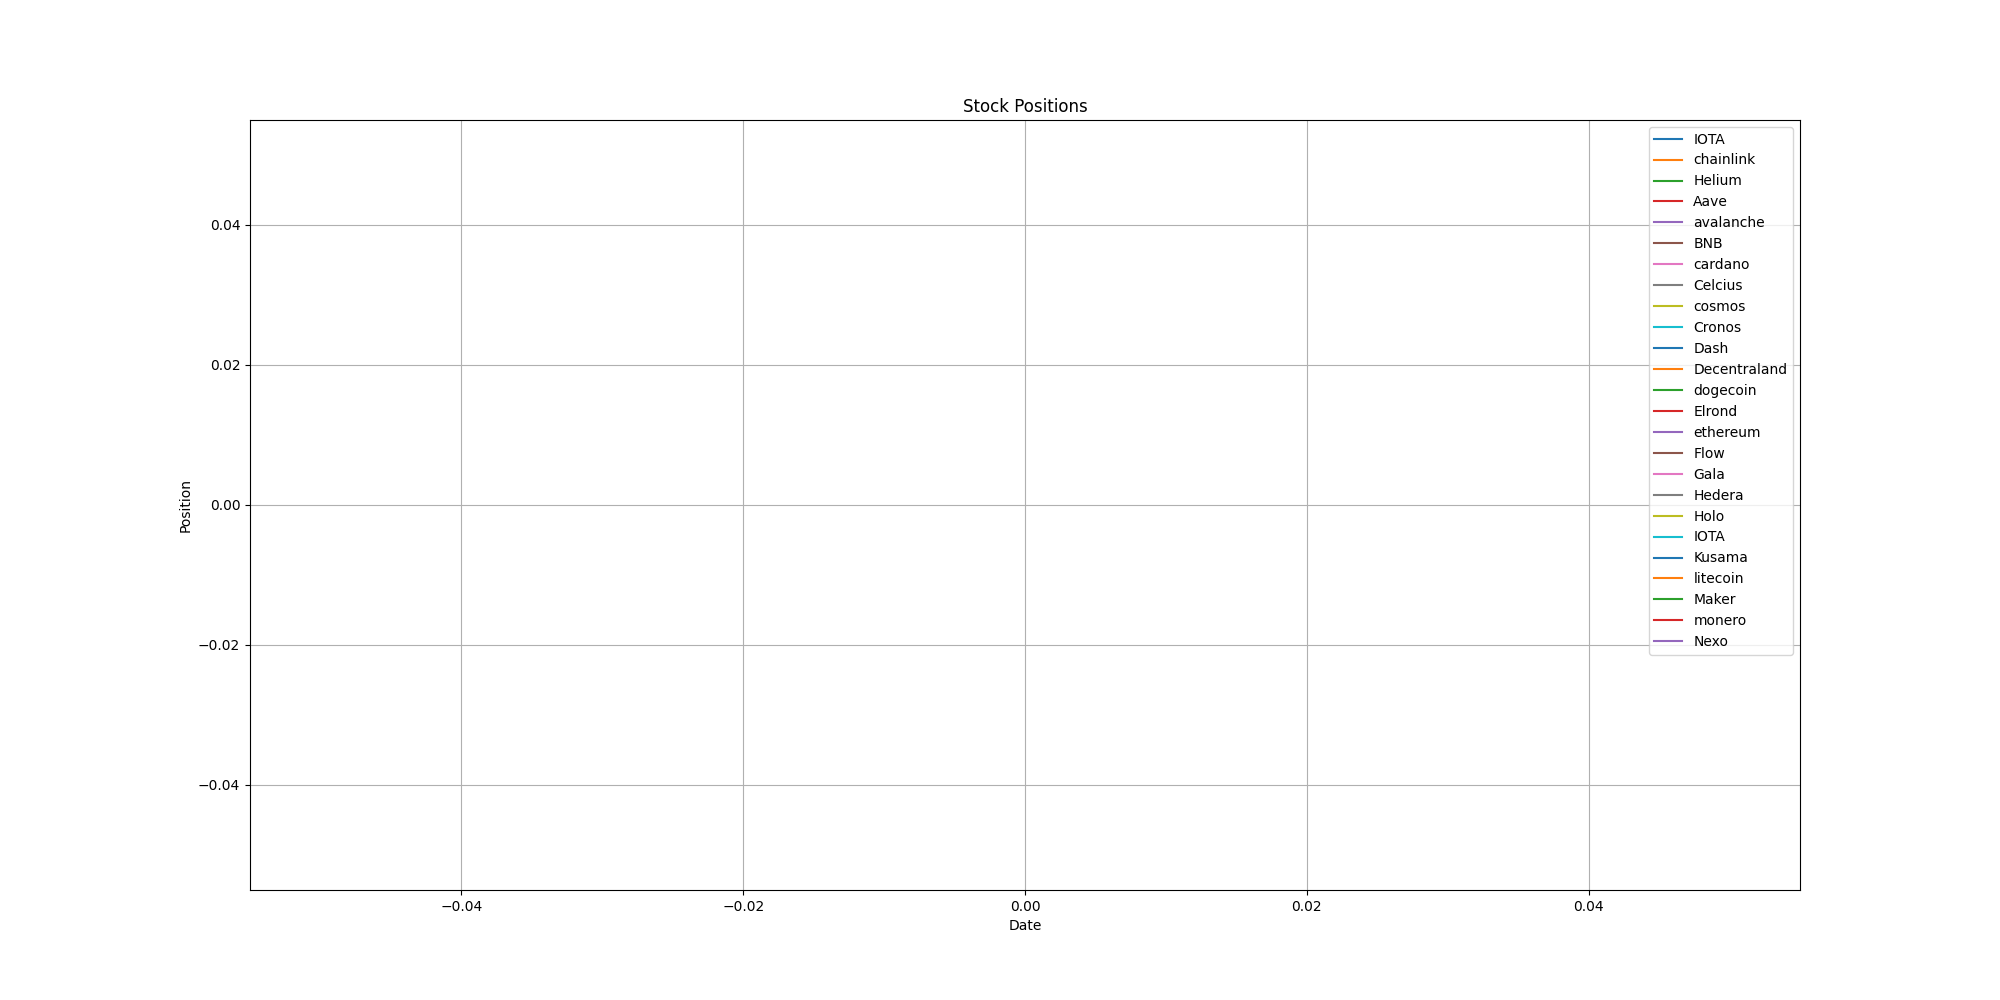 Stock Positions
IOTA
chainlink
Helium
Aave
avalanche
BNB
cardano
Celcius
cosmos
Cronos
Dash
Decentraland
dogecoin
Elrond
ethereum
Flow
Gala
Hedera
Holo
IOTA
Kusama
litecoin
Maker
monero
Nexo
0.04
0.02
0.00
−0.02
−0.04
Position
−0.04 −0.02 0.00 0.02 0.04
Date